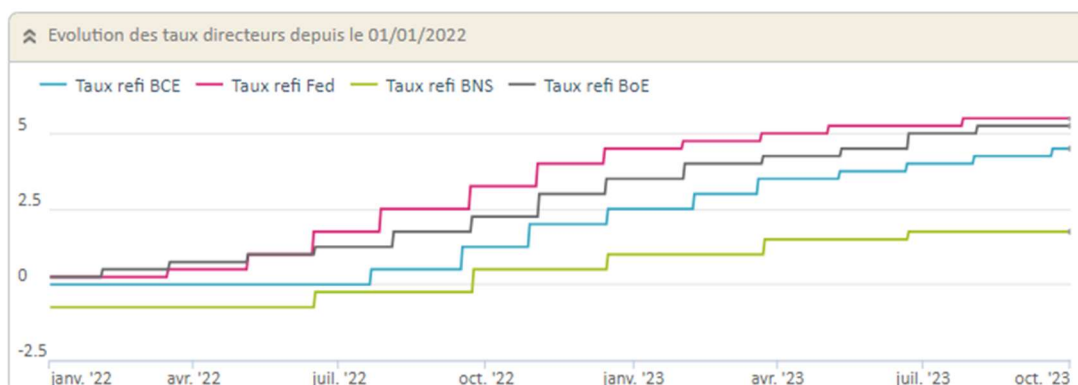 Evolution des taux directeurs depuis le 01/01/2022
Taux refi BCE Taux refi Fed Taux refi BNS Taux refi BoE
5
2.5
0
-2.5
janv. '22 avr. '22 juil. '22 oct. '22 janv. '23 avr. '23 juil. '23 oct. '23